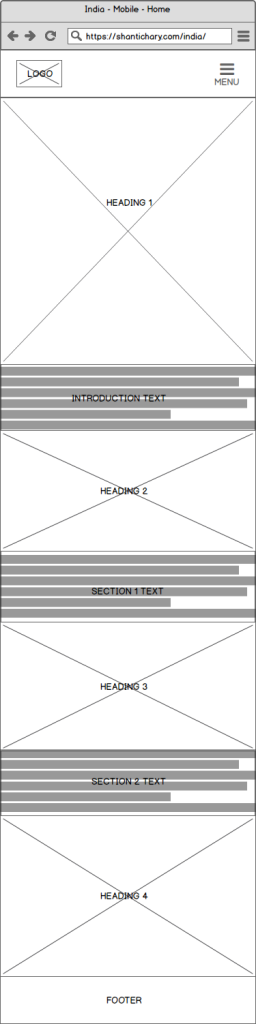 India - Mobile - Home
https://shantichary.com/india/
LOGO
MENU
HEADING 1
INTRODUCTION TEXT
HEADING 2
SECTION 1 TEXT
HEADING 3
SECTION 2 TEXT
HEADING 4
FOOTER